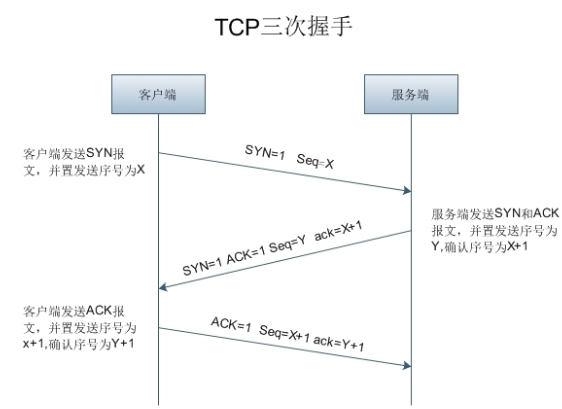 TCP三次握手
客户端
服务端
客户端发送SYN报
文，并置发送序号为X
SYN=1 Seq=X
服务端发送SYN和ACK
报文，并置发送序号为
Y,确认序号为X+1
SYN=1 ACK=1 Seq=Y ack=X+1
客户端发送ACK报
文，并置发送序号为
x+1,确认序号为Y+1
ACK=1 Seq=X+1 ack=Y+1